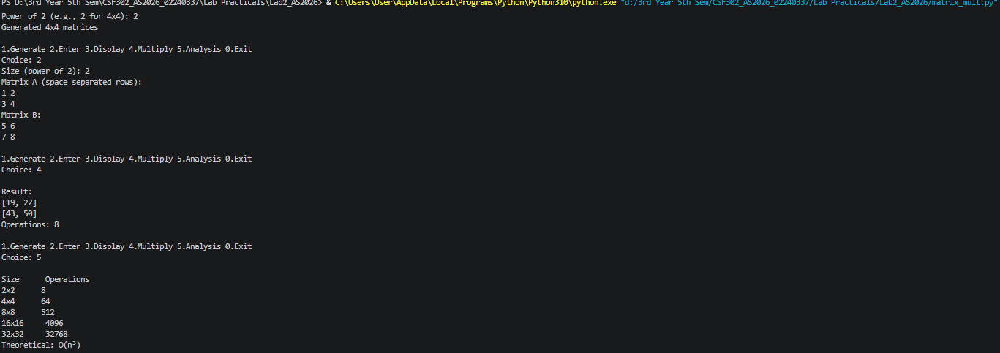 PS D:\3rd Year 5th Sem\CSF302_AS2026_02240337\Lab Practicals\Lab2_AS2026> & C:\Users\User\AppData\Local\Programs\Python\Python310\python.exe "d:/3rd Year 5th Sem/CSF302_AS2026_02240337/Lab Practicals/Lab2_AS2026/matrix_mult.py"
Power of 2 (e.g., 2 for 4x4): 2
Generated 4x4 matrices
1.Generate 2.Enter 3.Display 4.Multiply 5.Analysis 0.Exit
Choice: 2
Size (power of 2): 2
Matrix A (space separated rows):
1 2
3 4
Matrix B:
5 6
7 8
1.Generate 2.Enter 3.Display 4.Multiply 5.Analysis 0.Exit
Choice: 4
Result:
[19, 22]
[43, 50]
Operations: 8
1.Generate 2.Enter 3.Display 4.Multiply 5.Analysis 0.Exit
Choice: 5
Size Operations
2x2 8
4x4 64
8x8 512
16x16 4096
32x32 32768
Theoretical: O(n³)